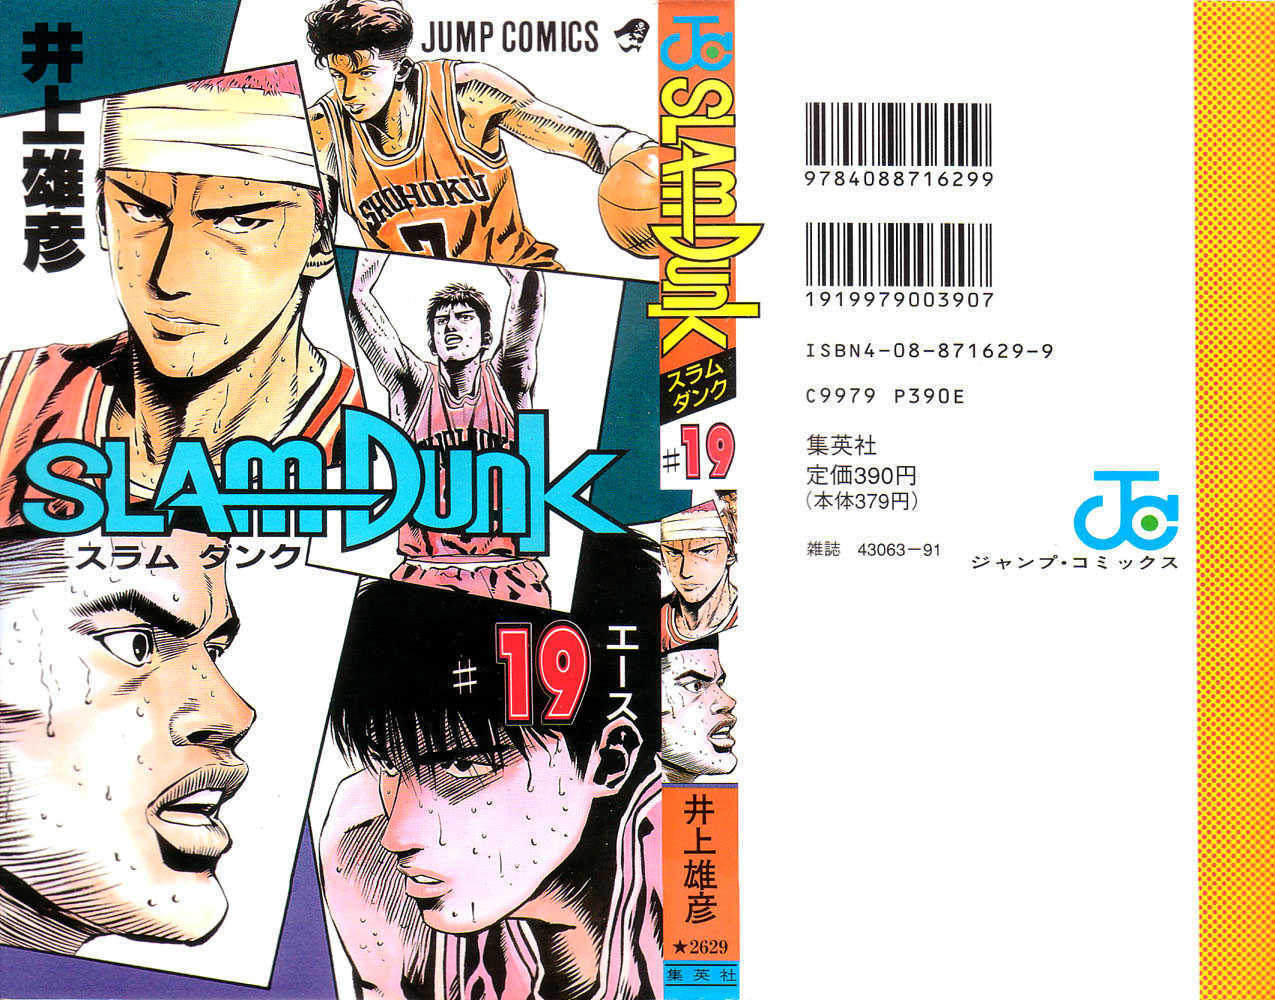 井上雄彦
JUMP COMICS
SHOHOKU
7
SLAM DUNK
スラム ダンク
#19
エース
JC
SLAM DUNK
スラム
ダンク
#19
井上雄彦
★2629
集英社
9784088716299
1919979003907
ISBN4-08-871629-9
C9979 P390E
集英社
定価390円
(本体379円)
雑誌 43063-91
JC
ジャンプ・コミックス